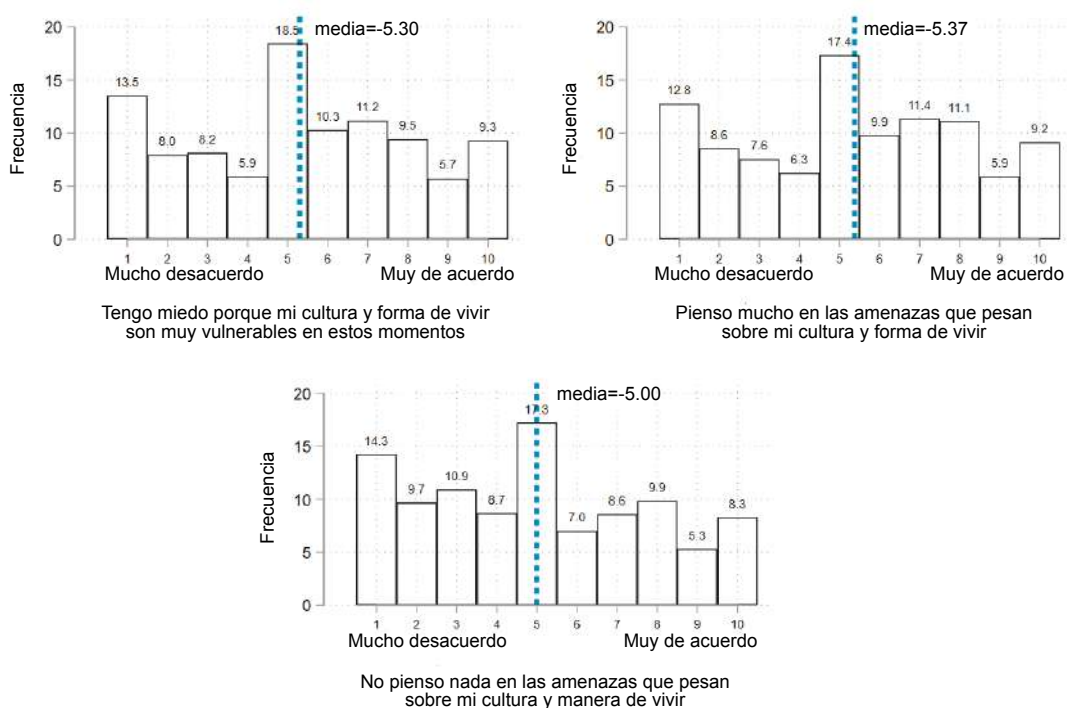 media=-5.30
Frecuencia
20
15
10
5
0
13.5
8.0
8.2
5.9
18.5
10.3
11.2
9.5
5.7
9.3
1 2 3 4 5 6 7 8 9 10
Mucho desacuerdo Muy de acuerdo
Tengo miedo porque mi cultura y forma de vivir
son muy vulnerables en estos momentos
media=-5.37
Frecuencia
20
15
10
5
0
12.8
8.6
7.6
6.3
17.4
9.9
11.4
11.1
5.9
9.2
1 2 3 4 5 6 7 8 9 10
Mucho desacuerdo Muy de acuerdo
Pienso mucho en las amenazas que pesan
sobre mi cultura y forma de vivir
media=-5.00
Frecuencia
20
15
10
5
0
14.3
9.7
10.9
8.7
17.3
7.0
8.6
9.9
5.3
8.3
1 2 3 4 5 6 7 8 9 10
Mucho desacuerdo Muy de acuerdo
No pienso nada en las amenazas que pesan
sobre mi cultura y manera de vivir